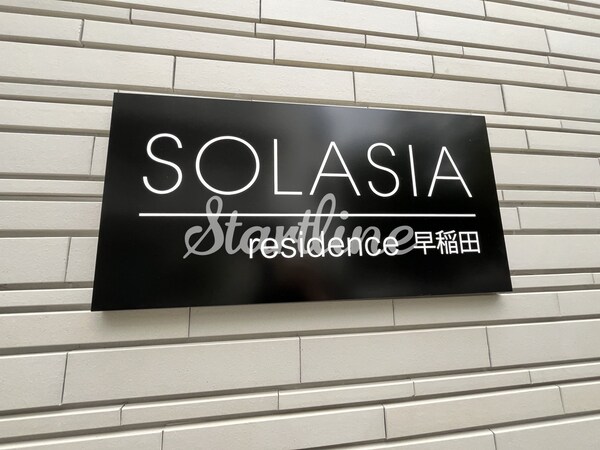 SOLASIA
residence 早稲田
Startline